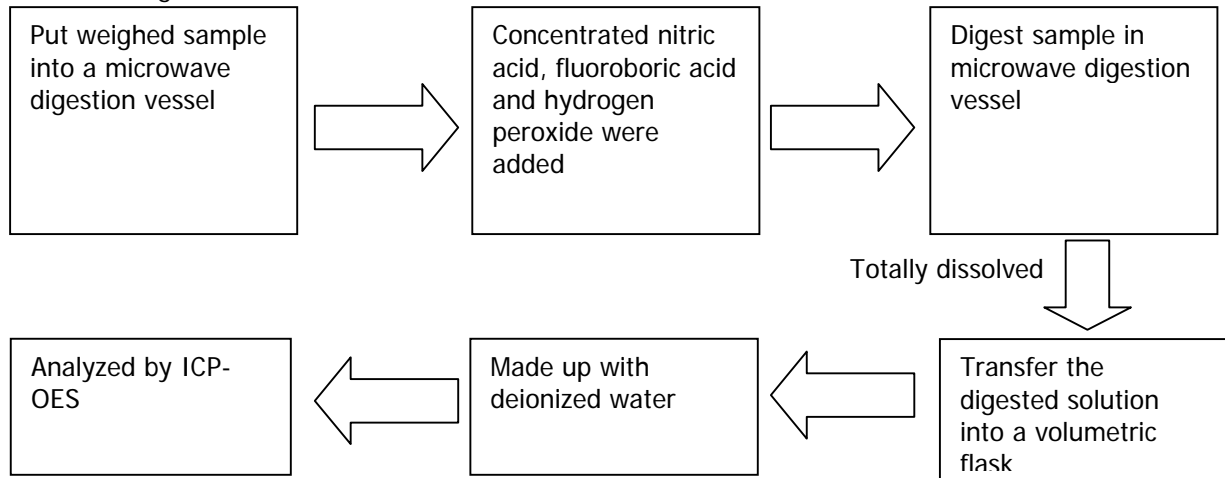 Put weighed sample
into a microwave
digestion vessel
Concentrated nitric
acid, fluoroboric acid
and hydrogen
peroxide were
added
Digest sample in
microwave digestion
vessel
Totally dissolved
Transfer the
digested solution
into a volumetric
flask
Made up with
deionized water
Analyzed by ICP-
OES